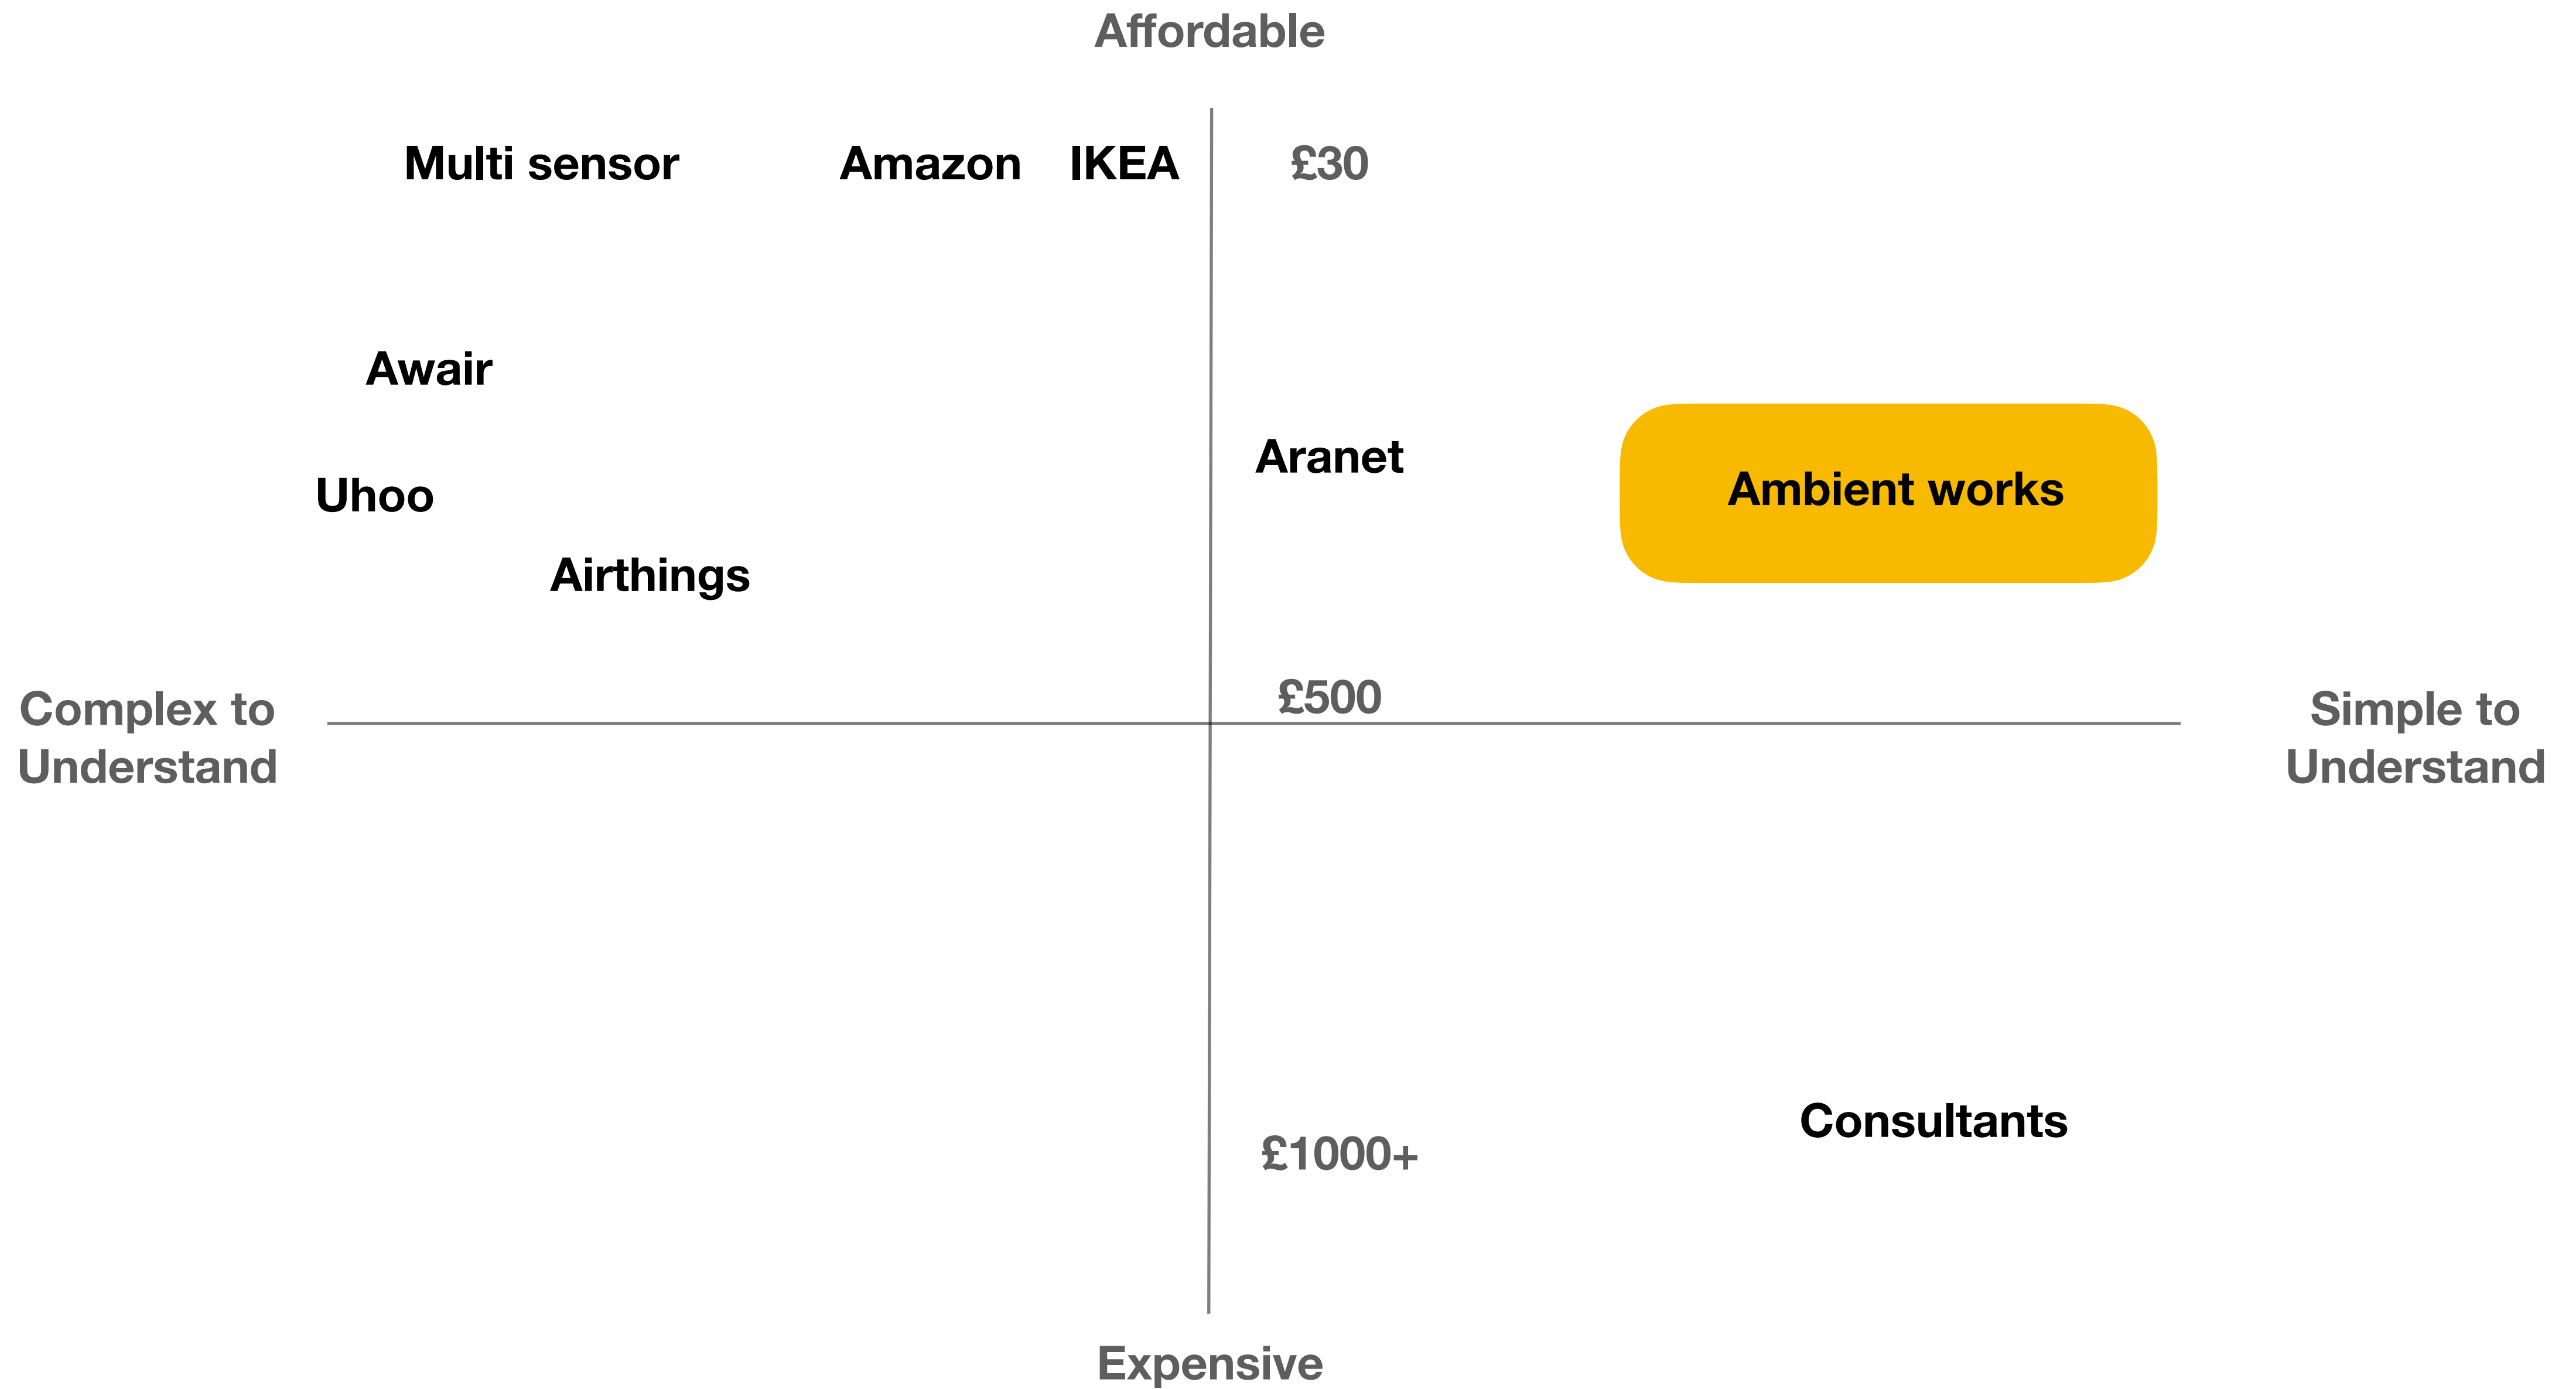 Affordable
Multi sensor
Amazon
IKEA
£30
Awair
Aranet
Uhoo
Ambient works
Airthings
£500
Complex to
Understand
Simple to
Understand
Consultants
£1000+
Expensive